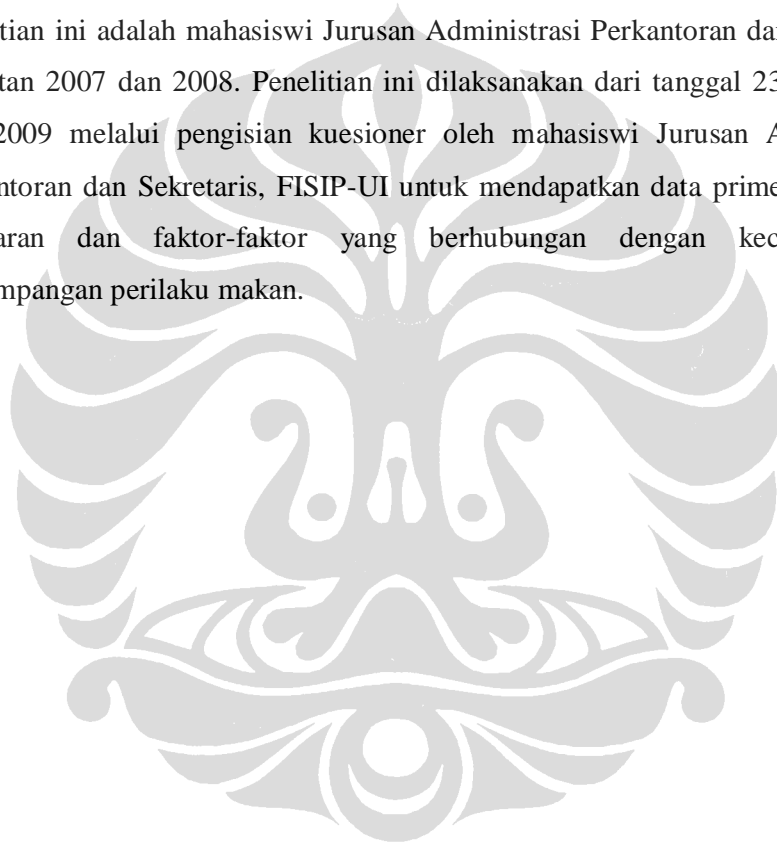 tian ini adalah mahasiswi Jurusan Administrasi Perkantoran da
tan 2007 dan 2008. Penelitian ini dilaksanakan dari tanggal 23
2009 melalui pengisian kuesioner oleh mahasiswi Jurusan A
ntoran dan Sekretaris, FISIP-UI untuk mendapatkan data prime
aran dan faktor-faktor yang berhubungan dengan kec
mpangan perilaku makan.